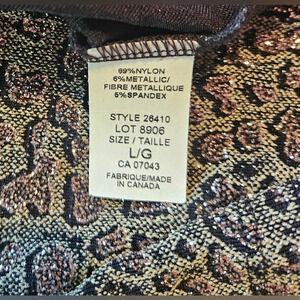 89%NYLON
6%METALLIC/
FIBRE METALLIQUE
5%SPANDEX
STYLE 26410
LOT 8906
SIZE / TAILLE
L/G
CA 07043
FABRIQUE/MADE
IN CANADA